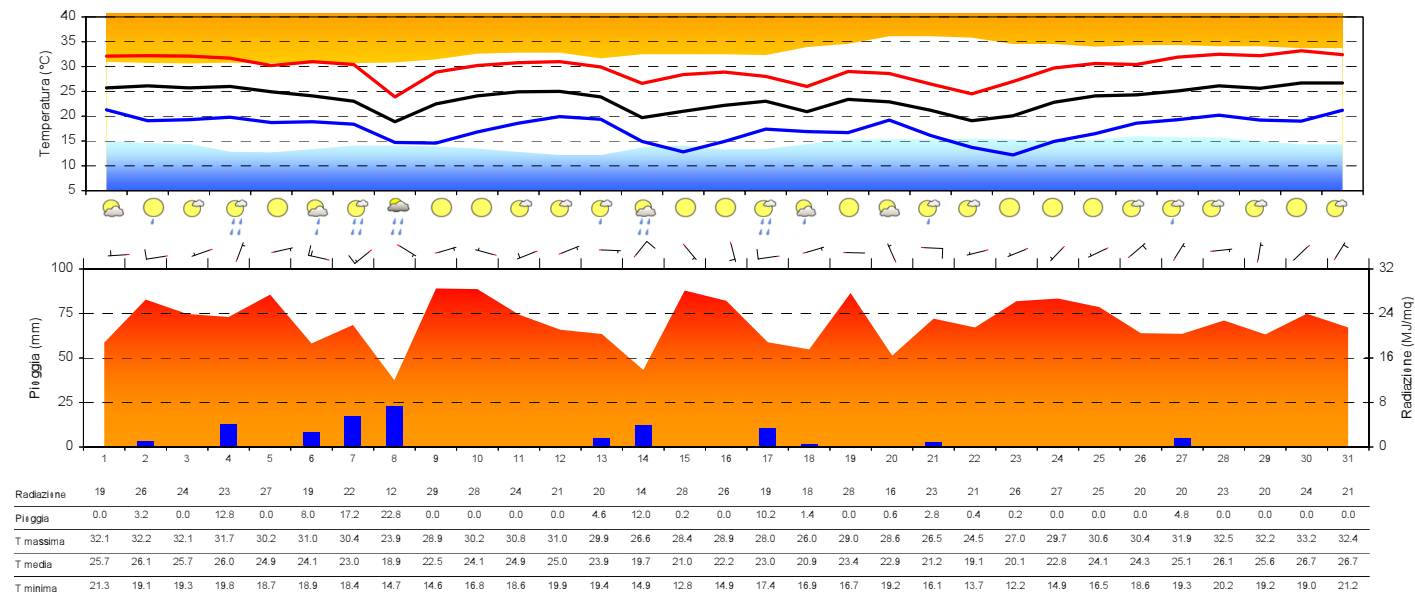 40
35
30
25
20
15
10
5
Temperatura (°C)
100
75
50
25
0
Pioggia (mm)
32
24
16
8
0
Radiazione (MJ/mq)
1 2 3 4 5 6 7 8 9 10 11 12 13 14 15 16 17 18 19 20 21 22 23 24 25 26 27 28 29 30 31
Radiazione 19 26 24 23 27 19 22 12 29 28 24 21 20 14 28 26 19 18 28 16 23 21 26 27 25 20 20 23 20 24 21
Pioggia 0.0 3.2 0.0 12.8 0.0 8.0 17.2 22.8 0.0 0.0 0.0 0.0 4.6 12.0 0.2 0.0 10.2 1.4 0.0 0.6 2.8 0.4 0.2 0.0 0.0 0.0 4.8 0.0 0.0 0.0 0.0
T massima 32.1 32.2 32.1 31.7 30.2 31.0 30.4 23.9 28.9 30.2 30.8 31.0 29.9 26.6 28.4 28.9 28.0 26.0 29.0 28.6 26.5 24.5 27.0 29.7 30.6 30.4 31.9 32.5 32.2 33.2 32.4
T media 25.7 26.1 25.7 26.0 24.9 24.1 23.0 18.9 22.5 24.1 24.9 25.0 23.9 19.7 21.0 22.2 23.0 20.9 23.4 22.9 21.2 19.1 20.1 22.8 24.1 24.3 25.1 26.1 25.6 26.7 26.7
T minima 21.3 19.1 19.3 19.8 18.7 18.9 18.4 14.7 14.6 16.8 18.6 19.9 19.4 14.9 12.8 14.9 17.4 16.9 16.7 19.2 16.1 13.7 12.2 14.9 16.5 18.6 19.3 20.2 19.2 19.0 21.2